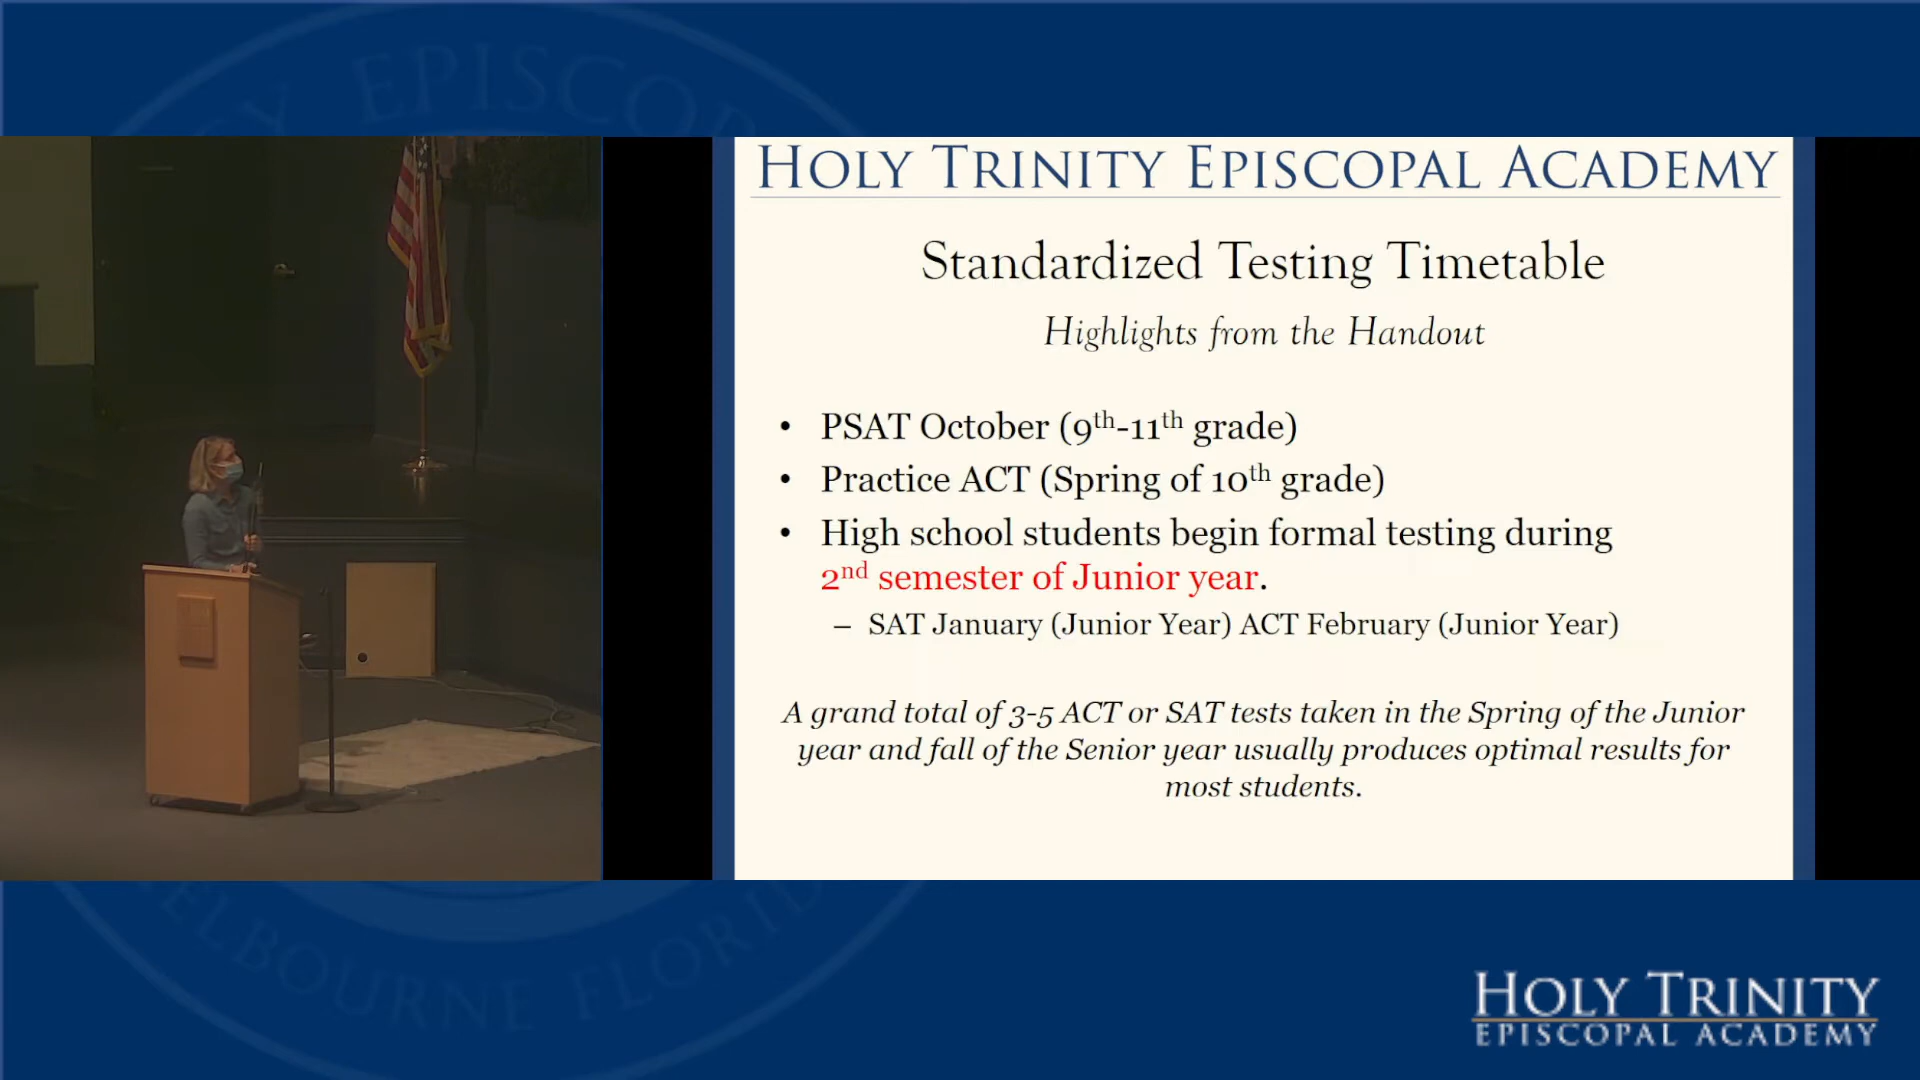 HOLY TRINITY EPISCOPAL ACADEMY
Standardized Testing Timetable
Highlights from the Handout
• PSAT October (9th-11th grade)
• Practice ACT (Spring of 10th grade)
• High school students begin formal testing during
2nd semester of Junior year.
– SAT January (Junior Year) ACT February (Junior Year)
A grand total of 3-5 ACT or SAT tests taken in the Spring of the Junior
year and fall of the Senior year usually produces optimal results for
most students.
HOLY TRINITY
EPISCOPAL ACADEMY
MELBOURNE FLORIDA